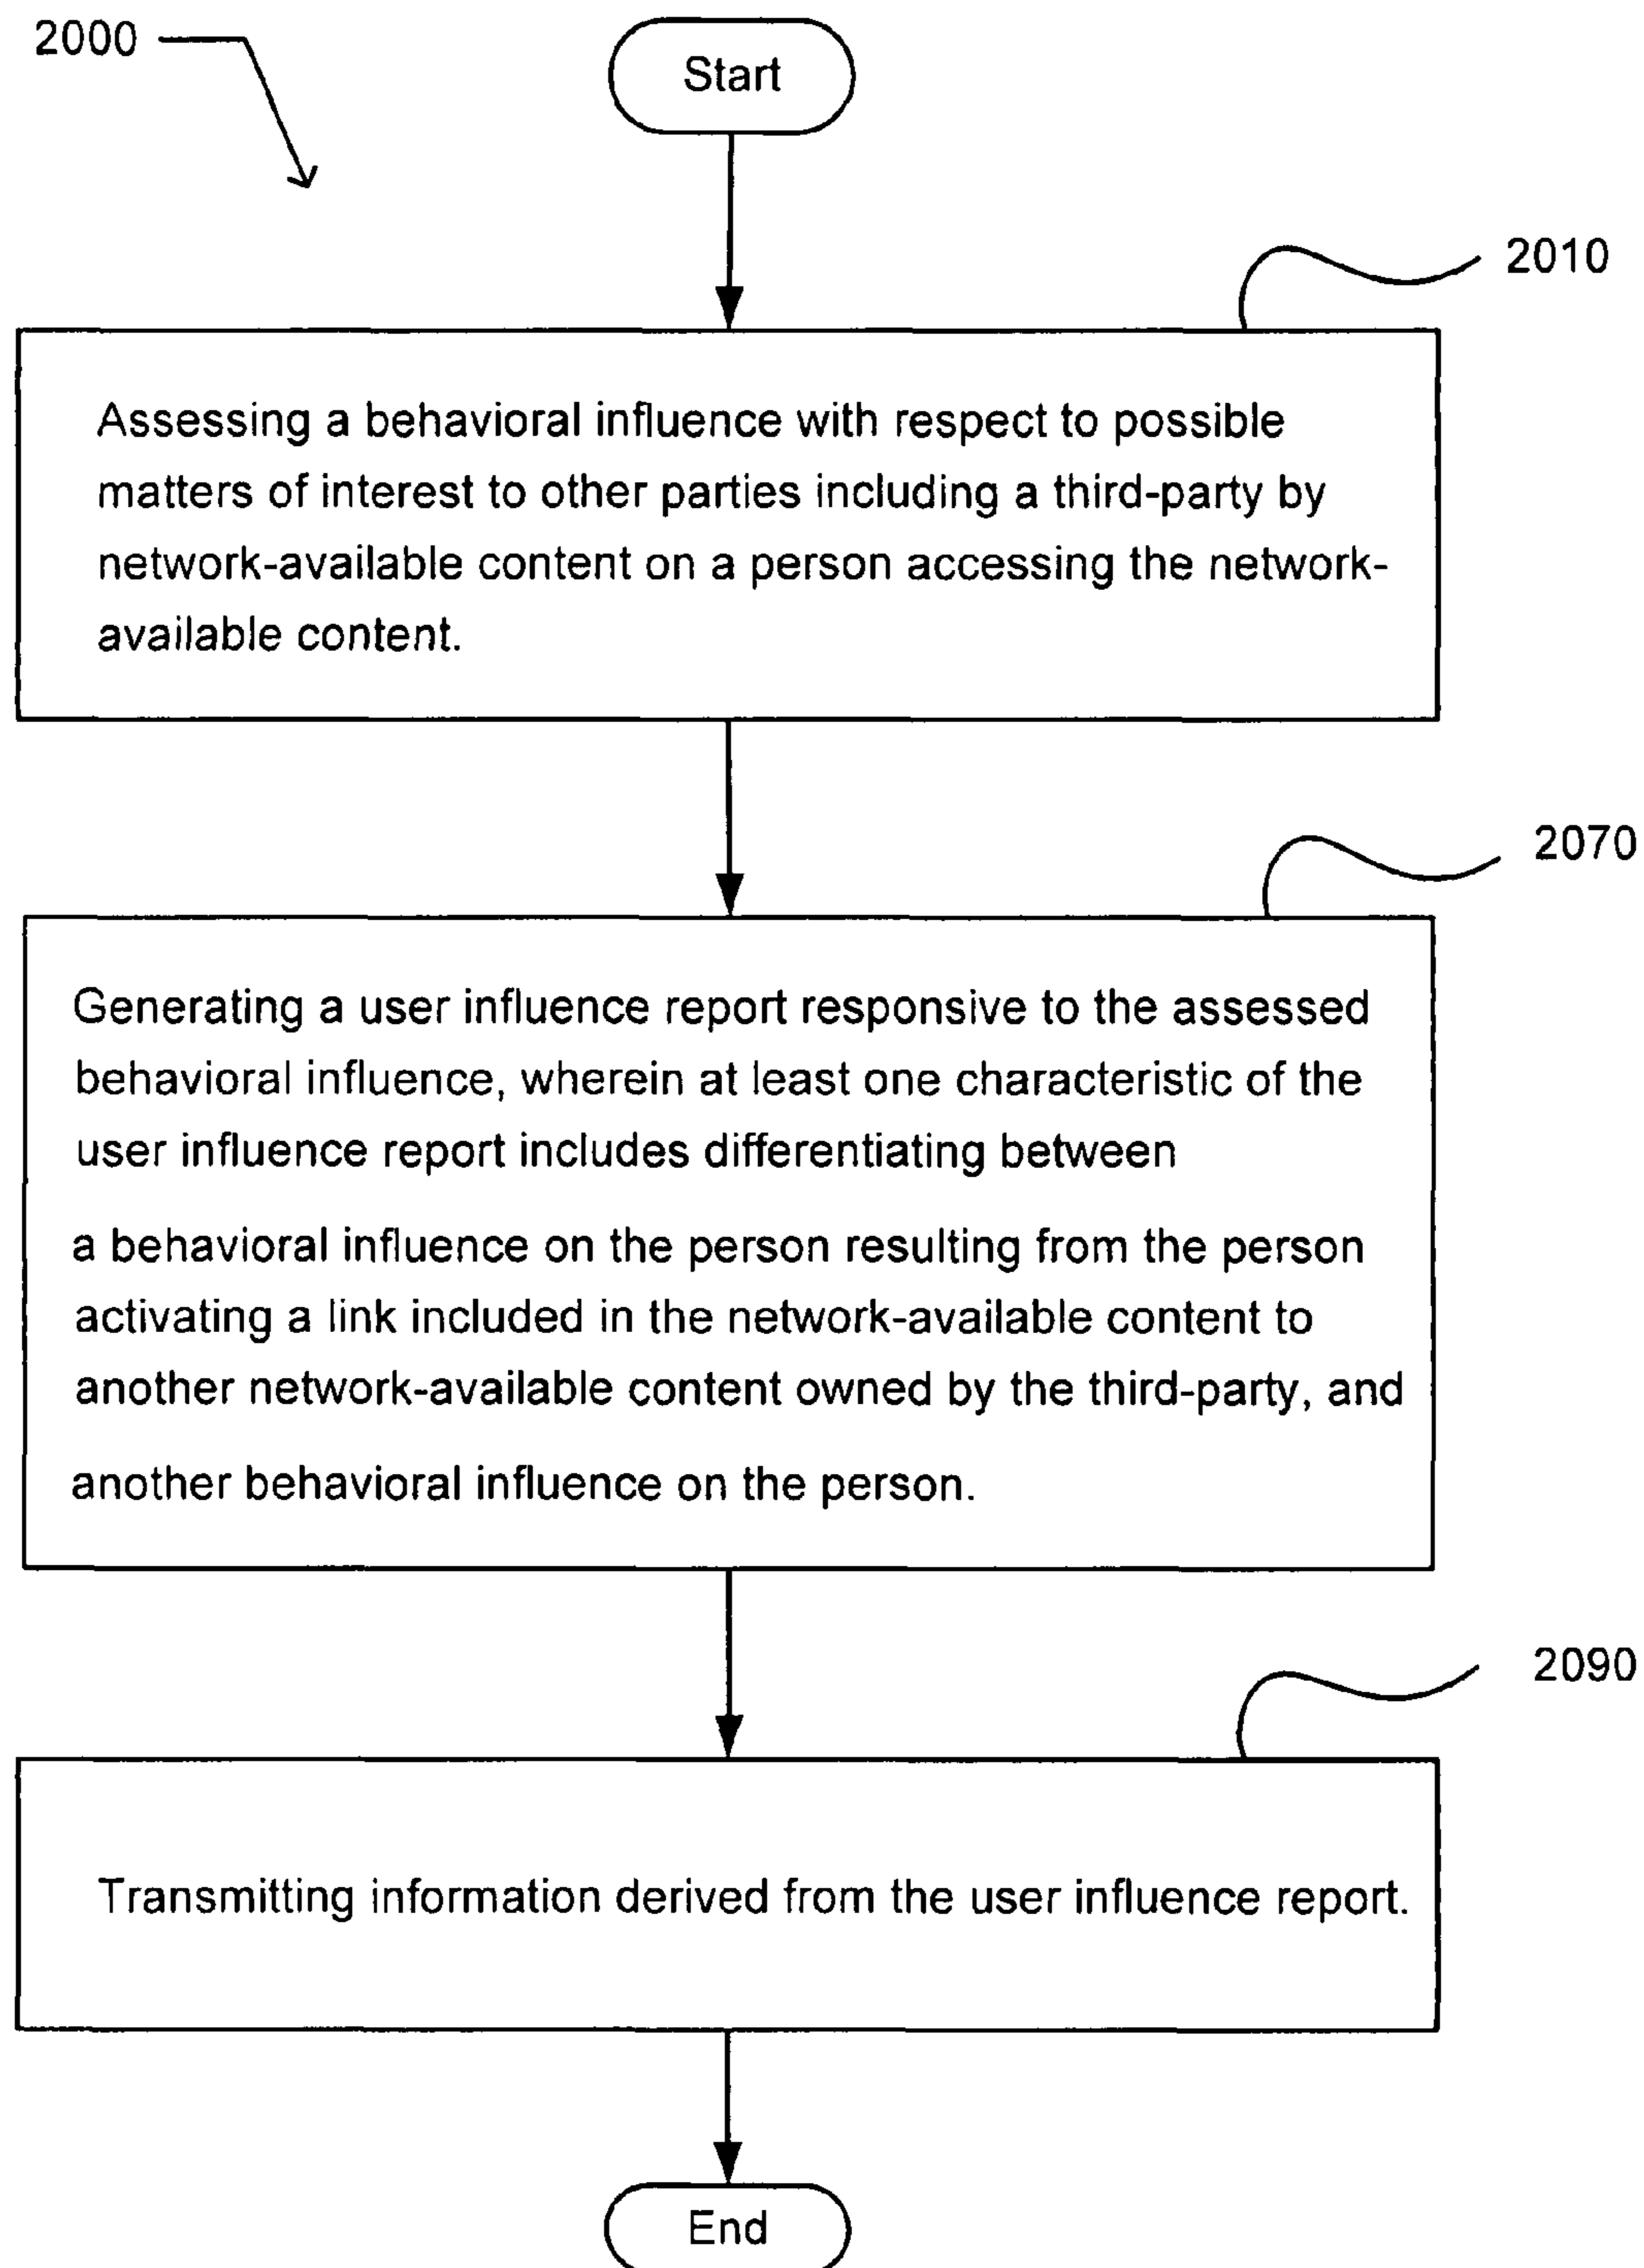 2000
Start
2010
Assessing a behavioral influence with respect to possible
matters of interest to other parties including a third-party by
network-available content on a person accessing the network-
available content.
2070
Generating a user influence report responsive to the assessed
behavioral influence, wherein at least one characteristic of the
user influence report includes differentiating between
a behavioral influence on the person resulting from the person
activating a link included in the network-available content to
another network-available content owned by the third-party, and
another behavioral influence on the person.
2090
Transmitting information derived from the user influence report.
End